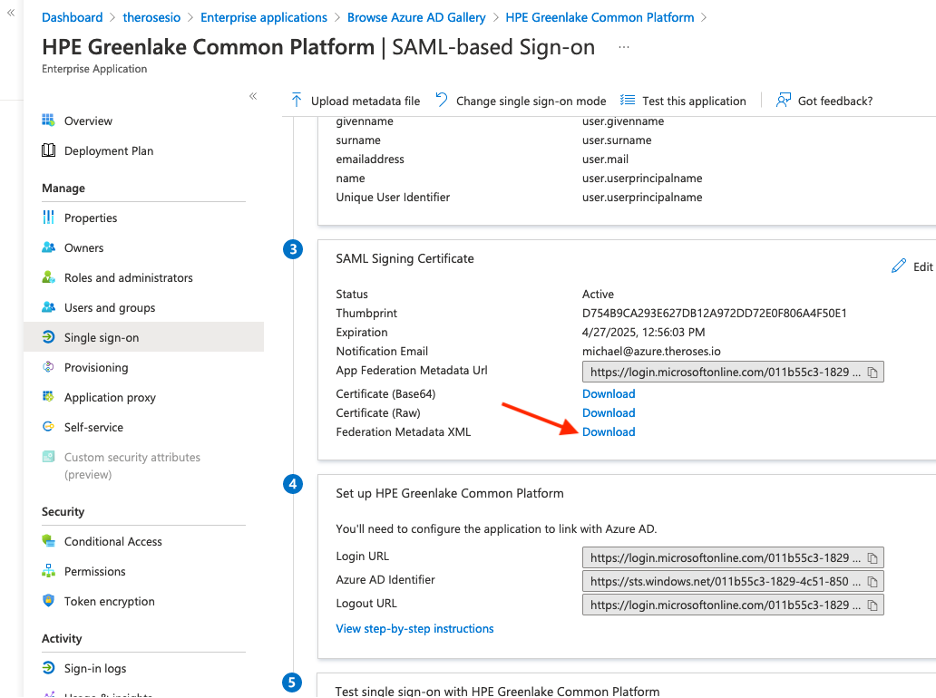 Dashboard > therosesio > Enterprise applications > Browse Azure AD Gallery > HPE Greenlake Common Platform >
HPE Greenlake Common Platform | SAML-based Sign-on ...
Enterprise Application
Upload metadata file Change single sign-on mode Test this application Got feedback?
Overview
Deployment Plan
Manage
Properties
Owners
Roles and administrators
Users and groups
Single sign-on
Provisioning
Application proxy
Self-service
Custom security attributes
(preview)
Security
Conditional Access
Permissions
Token encryption
Activity
Sign-in logs
Usage & insights
givenname user.givenname
surname user.surname
emailaddress user.mail
name user.userprincipalname
Unique User Identifier user.userprincipalname
3
SAML Signing Certificate
Edit
Status Active
Thumbprint D754B9CA293E627DB12A972DD72E0F806A4F50E1
Expiration 4/27/2025, 12:56:03 PM
Notification Email michael@azure.theroses.io
App Federation Metadata Url https://login.microsoftonline.com/011b55c3-1829 ...
Certificate (Base64) Download
Certificate (Raw) Download
Federation Metadata XML Download
4
Set up HPE Greenlake Common Platform
You'll need to configure the application to link with Azure AD.
Login URL https://login.microsoftonline.com/011b55c3-1829 ...
Azure AD Identifier https://sts.windows.net/011b55c3-1829-4c51-850 ...
Logout URL https://login.microsoftonline.com/011b55c3-1829 ...
View step-by-step instructions
5
Test single sign-on with HPE Greenlake Common Platform